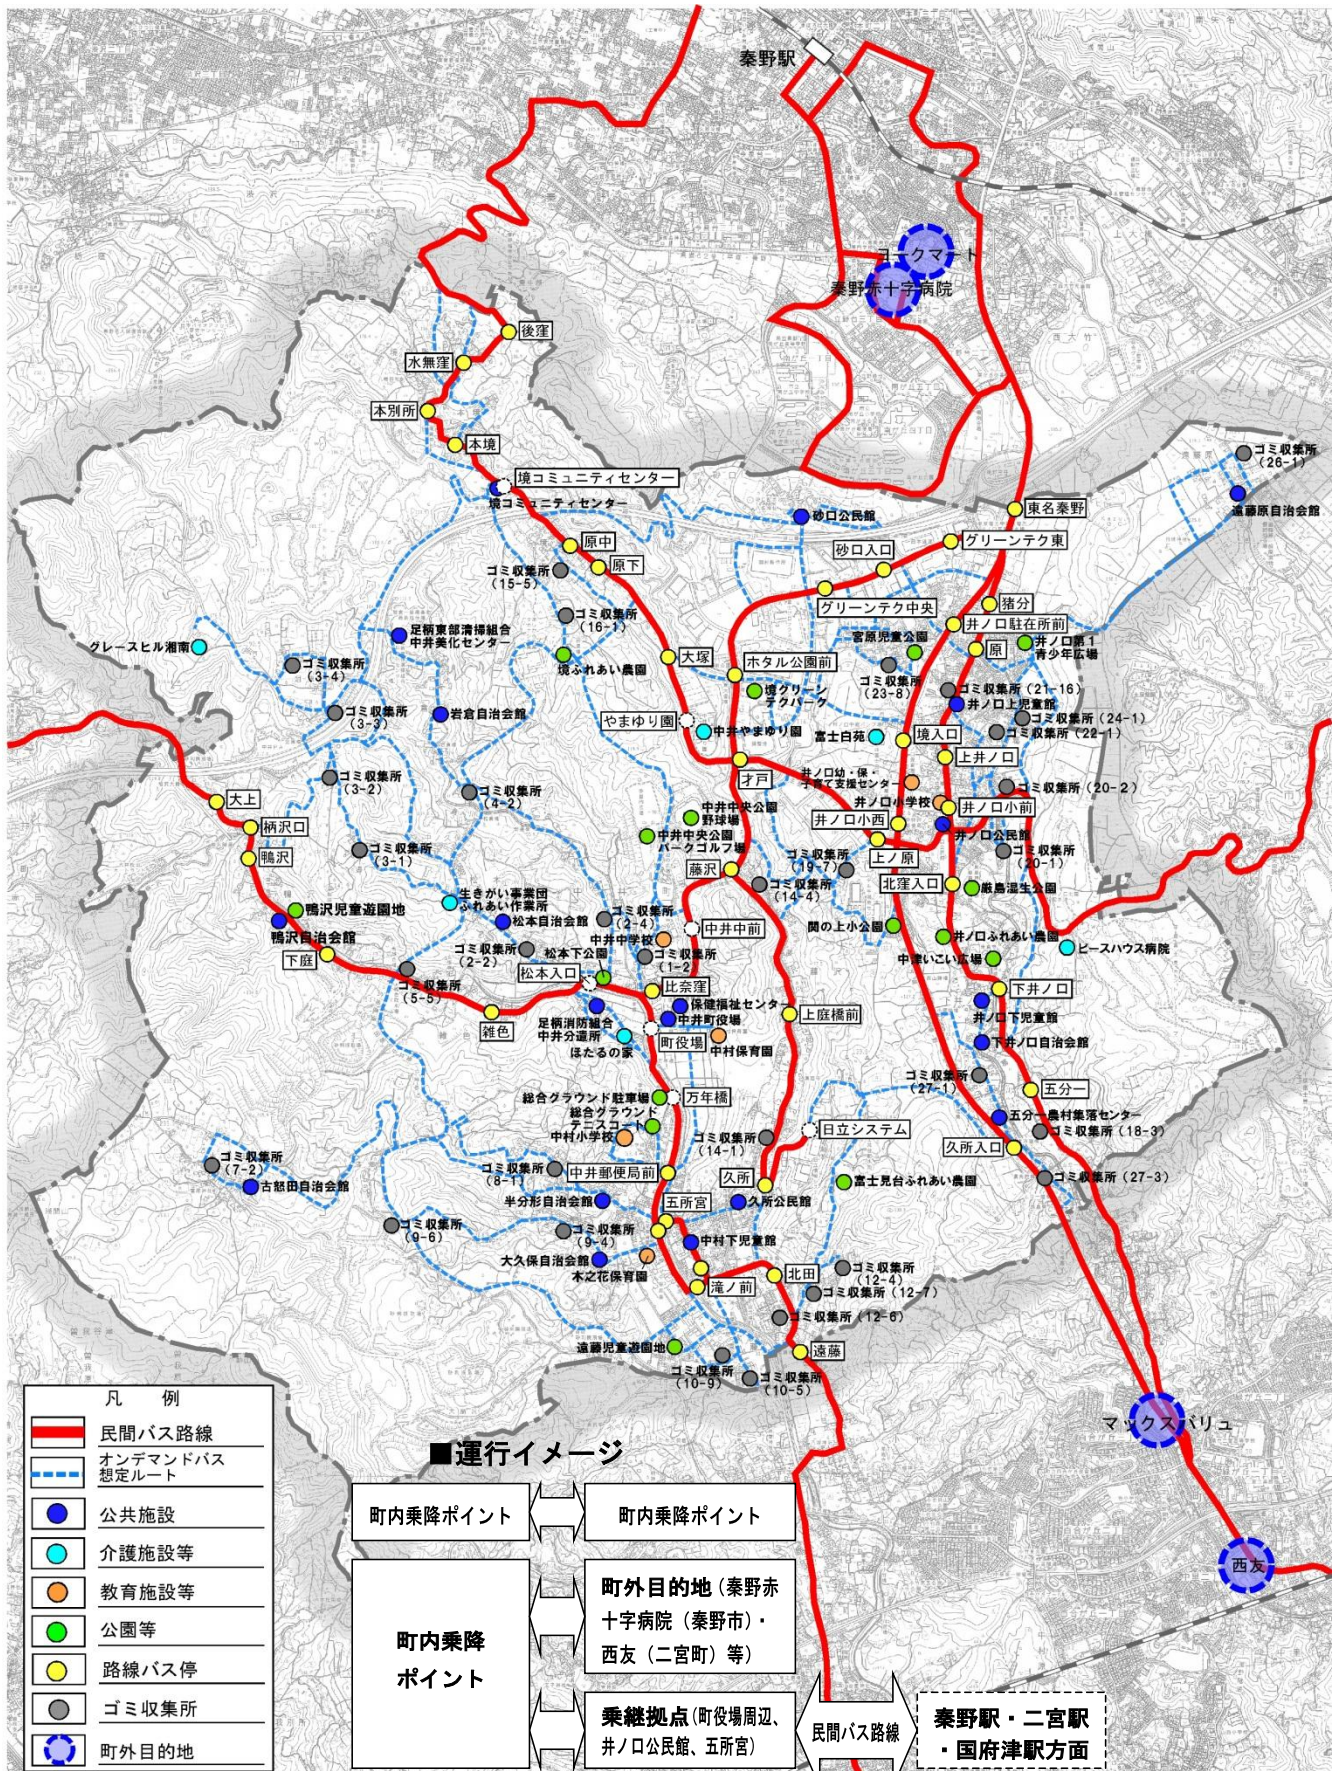 秦野駅
ヨークマート
秦野赤十字病院
後窪
水無窪
本別所
本境
境コミュニティセンター
境コミュニティセンター
ゴミ収集所
(26-1)
遠藤原自治会館
東名秦野
砂口公民館
グリーンテク東
砂口入口
原中
原下
ゴミ収集所
(15-5)
グリーンテク中央
猪分
井ノ口駐在所前
ゴミ収集所
(16-1)
足柄東部清掃組合
中井美化センター
グレースヒル湘南
宮原児童公園
原
井ノ口第1
青少年広場
大塚
ホタル公園前
境ふれあい農園
ゴミ収集所
(3-4)
ゴミ収集所
(23-8)
境グリーン
テクパーク
ゴミ収集所 (21-16)
井ノ口上児童館
ゴミ収集所
(3-3)
岩倉自治会館
やまゆり園
中井やまゆり園
富士白苑
ゴミ収集所 (24-1)
ゴミ収集所
(22-1)
境入口
上井ノ口
才戸
ゴミ収集所
(3-2)
ゴミ収集所
(4-2)
井ノ口幼・保・
子育て支援センター
ゴミ収集所
(20-2)
大上
井ノ口小学校
井ノ口小前
柄沢口
中井中央公園
野球場
井ノ口小西
井ノ口公民館
中井中央公園
パークゴルフ場
上ノ原
鴨沢
ゴミ収集所
(3-1)
藤沢
ゴミ収集所
(19-7)
ゴミ収集所
(20-1)
ゴミ収集所
(14-4)
北窪入口
厳島湿生公園
生きがい事業団
ふれあい作業所
鴨沢児童遊園地
鴨沢自治会館
松本自治会館
ゴミ収集所
(2-4)
中井中前
関の上小公園
井ノ口ふれあい農園
中井中学校
下庭
ゴミ収集所
(2-2)
松本下公園
ゴミ収集所
(1-2)
中津いこい広場
ピースハウス病院
ゴミ収集所
(5-5)
松本入口
比奈窪
下井ノ口
雑色
保健福祉センター
中井町役場
上庭橋前
井ノ口下児童館
足柄消防組合
中井分遣所
町役場
中村保育園
下井ノ口自治会館
ほたるの家
ゴミ収集所
(27-1)
五分一
総合グラウンド駐車場
万年橋
五分一農村集落センター
総合グラウンド
テニスコート
ゴミ収集所
(18-3)
中村小学校
ゴミ収集所
(14-1)
日立システム
久所入口
ゴミ収集所
(7-2)
古怒田自治会館
ゴミ収集所
(8-1)
中井郵便局前
久所
富士見台ふれあい農園
ゴミ収集所
(27-3)
半分形自治会館
久所公民館
五所宮
ゴミ収集所
(9-6)
ゴミ収集所
(9-4)
中村下児童館
大久保自治会館
木之花保育園
北田
ゴミ収集所
(12-4)
滝ノ前
ゴミ収集所
(12-7)
ゴミ収集所
(12-6)
遠藤児童遊園地
遠藤
ゴミ収集所
(10-9)
ゴミ収集所
(10-5)
マックスバリュ
西友
凡　例
民間バス路線
オンデマンドバス
想定ルート
公共施設
介護施設等
教育施設等
公園等
路線バス停
ゴミ収集所
町外目的地
■運行イメージ
町内乗降ポイント
町内乗降ポイント
町内乗降
ポイント
町外目的地(秦野赤
十字病院(秦野市)・
西友(二宮町)等)
乗継拠点(町役場周辺、
井ノ口公民館、五所宮)
民間バス路線
秦野駅・二宮駅
・国府津駅方面